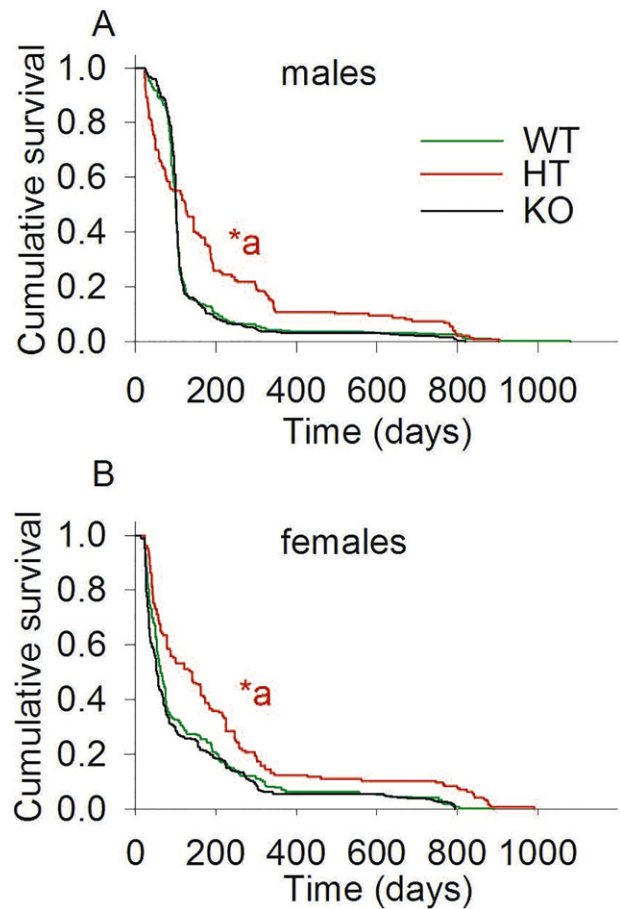 A
males
WT
HT
KO
*a
Cumulative survival
1.0
0.8
0.6
0.4
0.2
0.0
0 200 400 600 800 1000
Time (days)
B
females
*a
Cumulative survival
1.0
0.8
0.6
0.4
0.2
0.0
0 200 400 600 800 1000
Time (days)